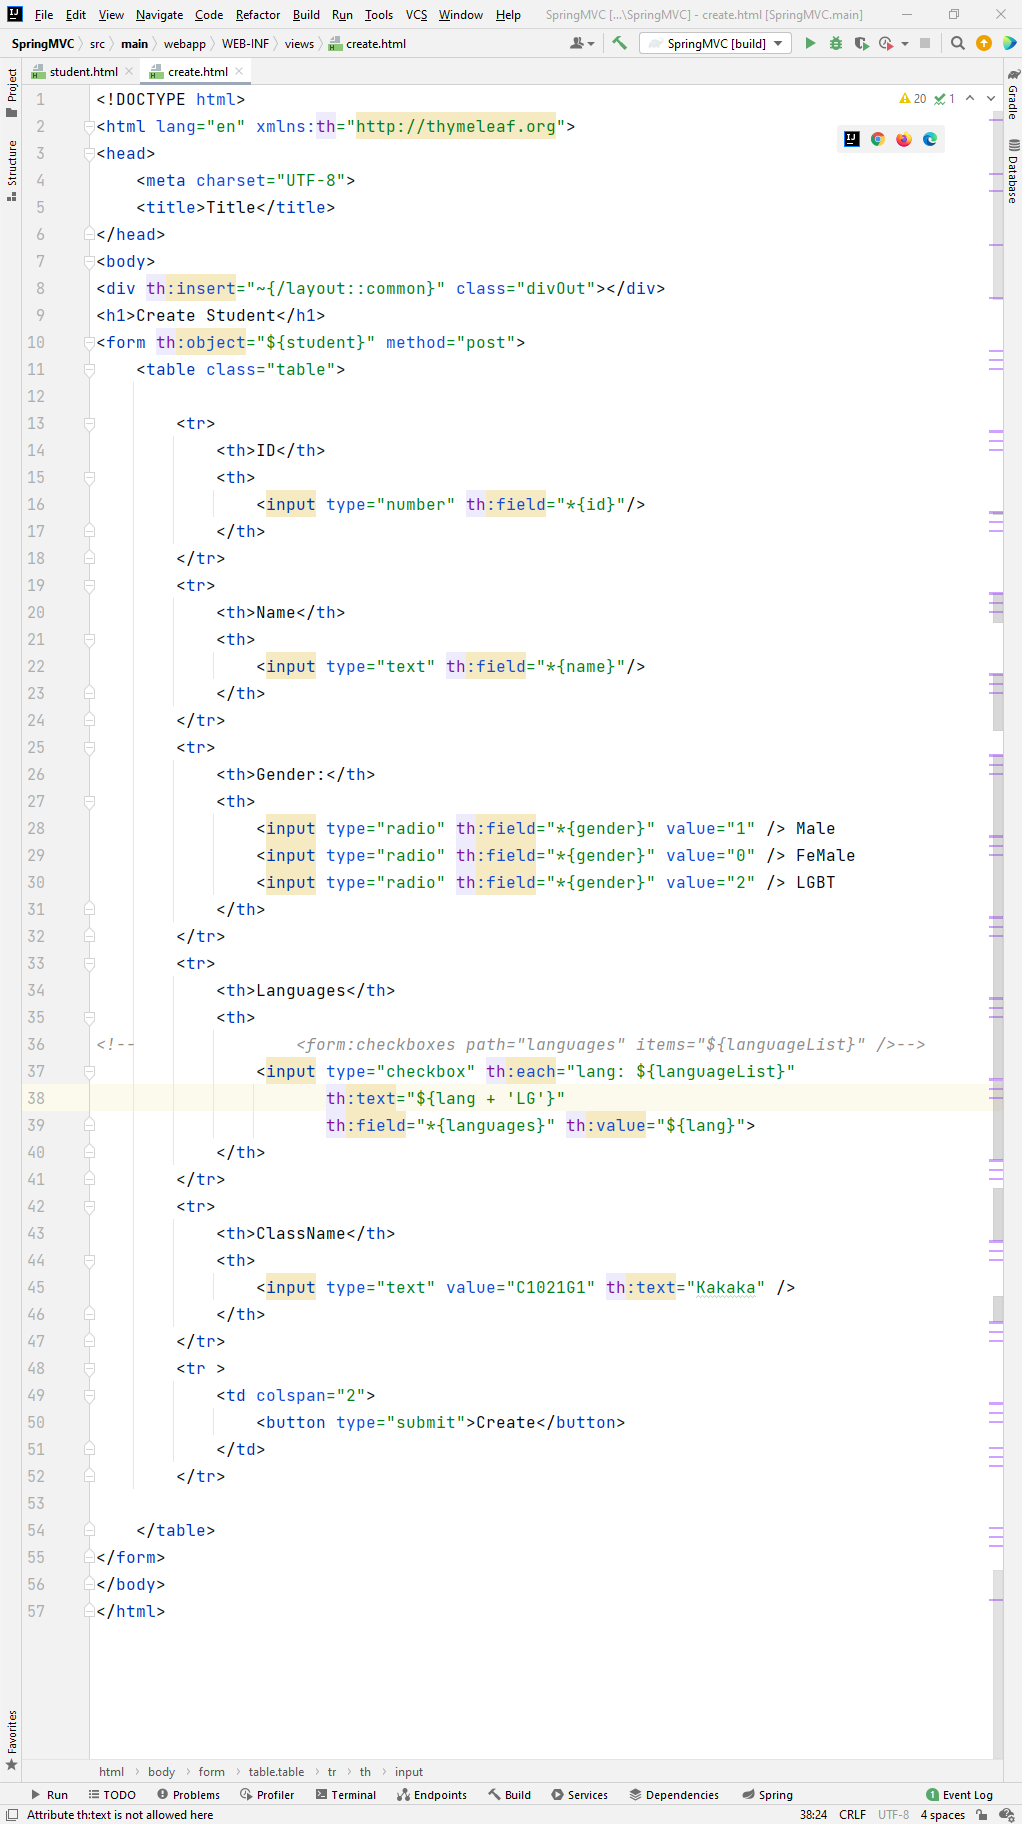 File Edit View Navigate Code Refactor Build Run Tools VCS Window Help SpringMVC [...\SpringMVC] - create.html [SpringMVC.main]
SpringMVC src main webapp WEB-INF views create.html SpringMVC [build]
student.html create.html
Project
Structure
Favorites
Gradle
Database
20 1
1 <!DOCTYPE html>
2 <html lang="en" xmlns:th="http://thymeleaf.org">
3 <head>
4 <meta charset="UTF-8">
5 <title>Title</title>
6 </head>
7 <body>
8 <div th:insert="~{/layout::common}" class="divOut"></div>
9 <h1>Create Student</h1>
10 <form th:object="${student}" method="post">
11 <table class="table">
12
13 <tr>
14 <th>ID</th>
15 <th>
16 <input type="number" th:field="*{id}"/>
17 </th>
18 </tr>
19 <tr>
20 <th>Name</th>
21 <th>
22 <input type="text" th:field="*{name}"/>
23 </th>
24 </tr>
25 <tr>
26 <th>Gender:</th>
27 <th>
28 <input type="radio" th:field="*{gender}" value="1" /> Male
29 <input type="radio" th:field="*{gender}" value="0" /> FeMale
30 <input type="radio" th:field="*{gender}" value="2" /> LGBT
31 </th>
32 </tr>
33 <tr>
34 <th>Languages</th>
35 <th>
36 <!-- <form:checkboxes path="languages" items="${languageList}" />-->
37 <input type="checkbox" th:each="lang: ${languageList}"
38 th:text="${lang + 'LG'}"
39 th:field="*{languages}" th:value="${lang}">
40 </th>
41 </tr>
42 <tr>
43 <th>ClassName</th>
44 <th>
45 <input type="text" value="C1021G1" th:text="Kakaka" />
46 </th>
47 </tr>
48 <tr >
49 <td colspan="2">
50 <button type="submit">Create</button>
51 </td>
52 </tr>
53
54 </table>
55 </form>
56 </body>
57 </html>
html body form table.table tr th input
Run TODO Problems Profiler Terminal Endpoints Build Services Dependencies Spring 1 Event Log
Attribute th:text is not allowed here 38:24 CRLF UTF-8 4 spaces